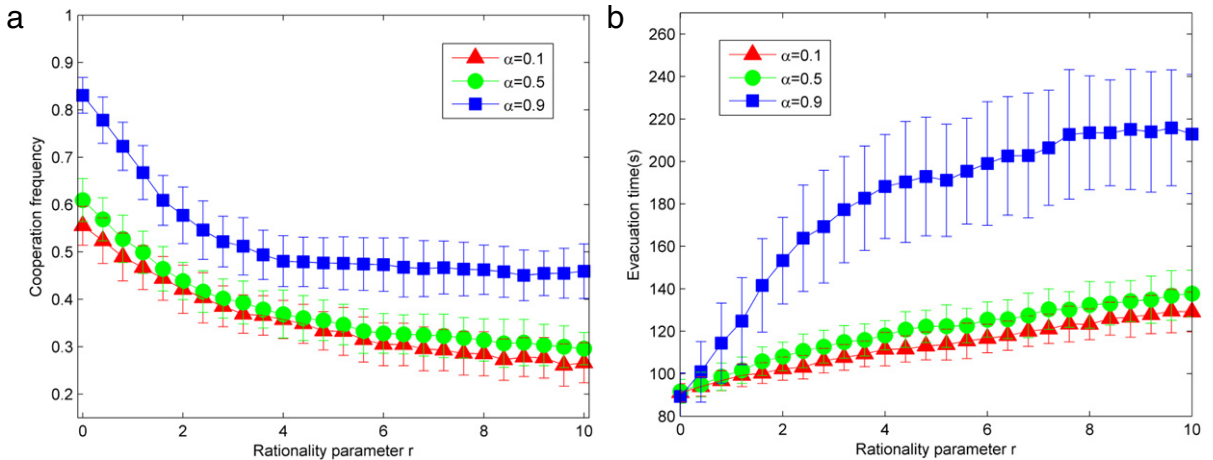 a
1
0.9
0.8
0.7
0.6
0.5
0.4
0.3
0.2
0 2 4 6 8 10
Cooperation frequency
Rationality parameter r
α=0.1
α=0.5
α=0.9
b
260
240
220
200
180
160
140
120
100
80
0 2 4 6 8 10
Evacuation time(s)
Rationality parameter r
α=0.1
α=0.5
α=0.9